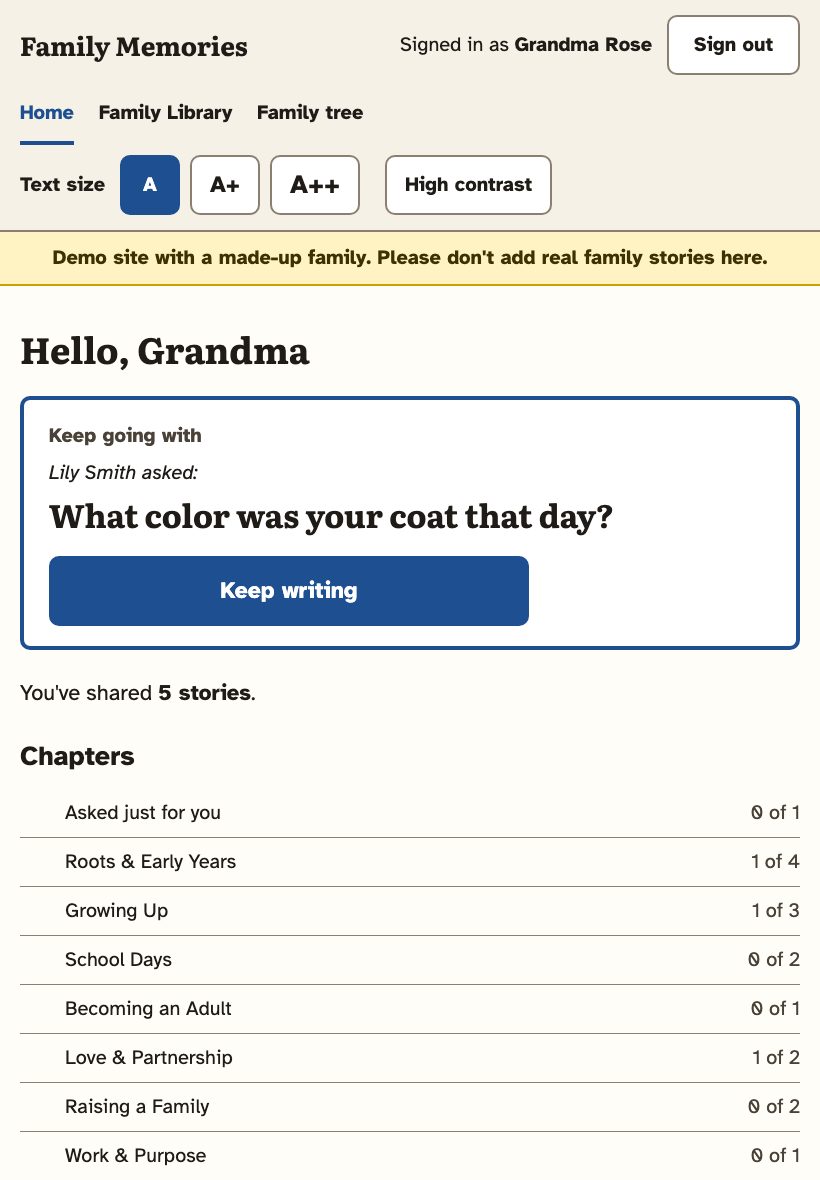 Family Memories
Signed in as Grandma Rose
Sign out
Home Family Library Family tree
Text size A A+ A++ High contrast
Demo site with a made-up family. Please don't add real family stories here.
Hello, Grandma
Keep going with
Lily Smith asked:
What color was your coat that day?
Keep writing
You've shared 5 stories.
Chapters
Asked just for you 0 of 1
Roots & Early Years 1 of 4
Growing Up 1 of 3
School Days 0 of 2
Becoming an Adult 0 of 1
Love & Partnership 1 of 2
Raising a Family 0 of 2
Work & Purpose 0 of 1